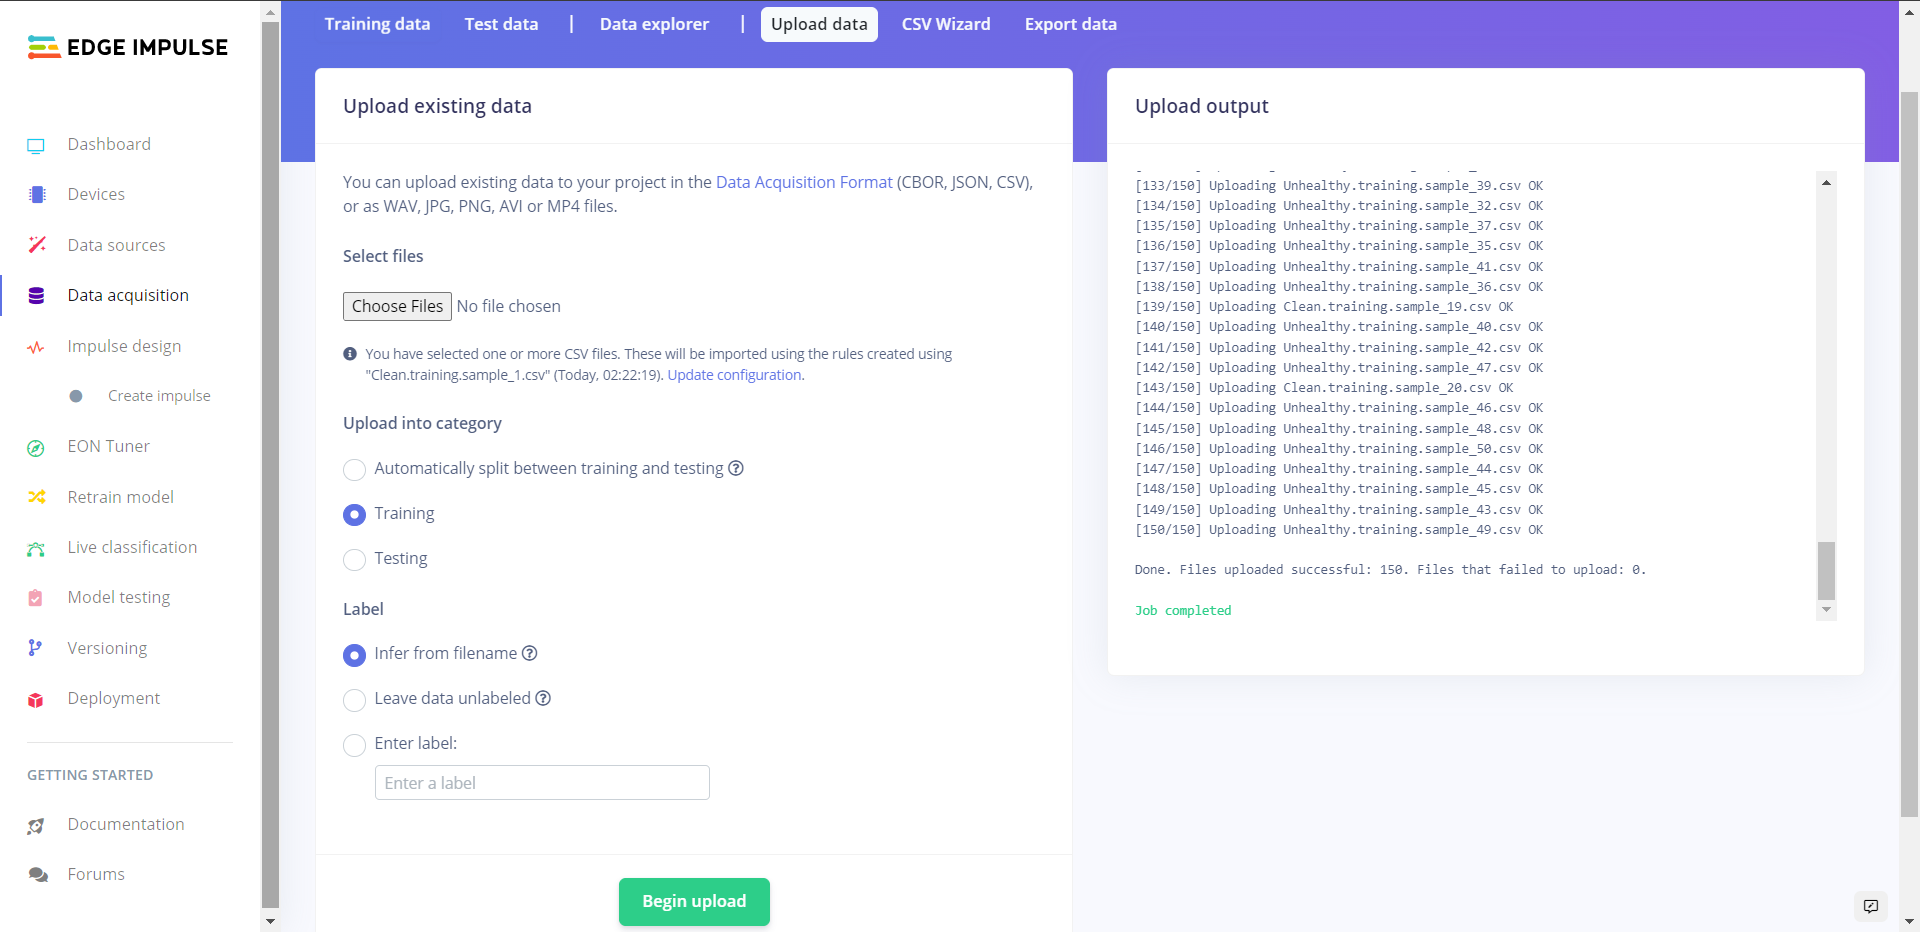 EDGE IMPULSE
Dashboard
Devices
Data sources
Data acquisition
Impulse design
Create impulse
EON Tuner
Retrain model
Live classification
Model testing
Versioning
Deployment
GETTING STARTED
Documentation
Forums
Training data Test data | Data explorer | Upload data CSV Wizard Export data
Upload existing data
You can upload existing data to your project in the Data Acquisition Format (CBOR, JSON, CSV),
or as WAV, JPG, PNG, AVI or MP4 files.
Select files
Choose Files No file chosen
You have selected one or more CSV files. These will be imported using the rules created using
"Clean.training.sample_1.csv" (Today, 02:22:19). Update configuration.
Upload into category
Automatically split between training and testing
Training
Testing
Label
Infer from filename
Leave data unlabeled
Enter label:
Enter a label
Begin upload
Upload output
[133/150] Uploading Unhealthy.training.sample_39.csv OK
[134/150] Uploading Unhealthy.training.sample_32.csv OK
[135/150] Uploading Unhealthy.training.sample_37.csv OK
[136/150] Uploading Unhealthy.training.sample_35.csv OK
[137/150] Uploading Unhealthy.training.sample_41.csv OK
[138/150] Uploading Unhealthy.training.sample_36.csv OK
[139/150] Uploading Clean.training.sample_19.csv OK
[140/150] Uploading Unhealthy.training.sample_40.csv OK
[141/150] Uploading Unhealthy.training.sample_42.csv OK
[142/150] Uploading Unhealthy.training.sample_47.csv OK
[143/150] Uploading Clean.training.sample_20.csv OK
[144/150] Uploading Unhealthy.training.sample_46.csv OK
[145/150] Uploading Unhealthy.training.sample_48.csv OK
[146/150] Uploading Unhealthy.training.sample_50.csv OK
[147/150] Uploading Unhealthy.training.sample_44.csv OK
[148/150] Uploading Unhealthy.training.sample_45.csv OK
[149/150] Uploading Unhealthy.training.sample_43.csv OK
[150/150] Uploading Unhealthy.training.sample_49.csv OK
Done. Files uploaded successful: 150. Files that failed to upload: 0.
Job completed